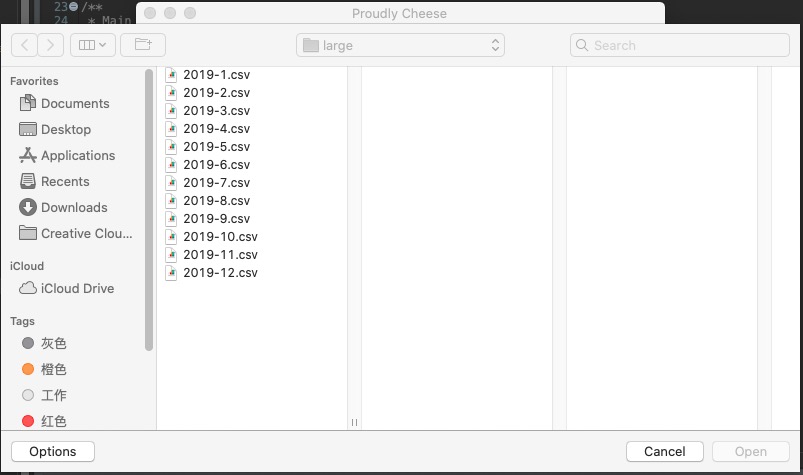 23 /**
24 * Main
Proudly Cheese
large
Search
Favorites
Documents
Desktop
Applications
Recents
Downloads
Creative Clou...
iCloud
iCloud Drive
Tags
灰色
橙色
工作
红色
2019-1.csv
2019-2.csv
2019-3.csv
2019-4.csv
2019-5.csv
2019-6.csv
2019-7.csv
2019-8.csv
2019-9.csv
2019-10.csv
2019-11.csv
2019-12.csv
Options
Cancel
Open